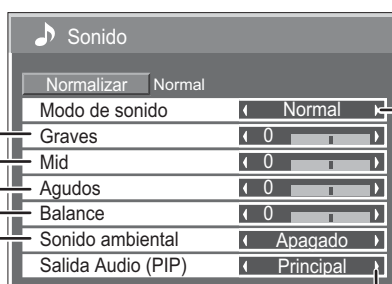 Sonido
Normalizar Normal
Modo de sonido Normal
Graves 0
Mid 0
Agudos 0
Balance 0
Sonido ambiental Apagado
Salida Audio (PIP) Principal